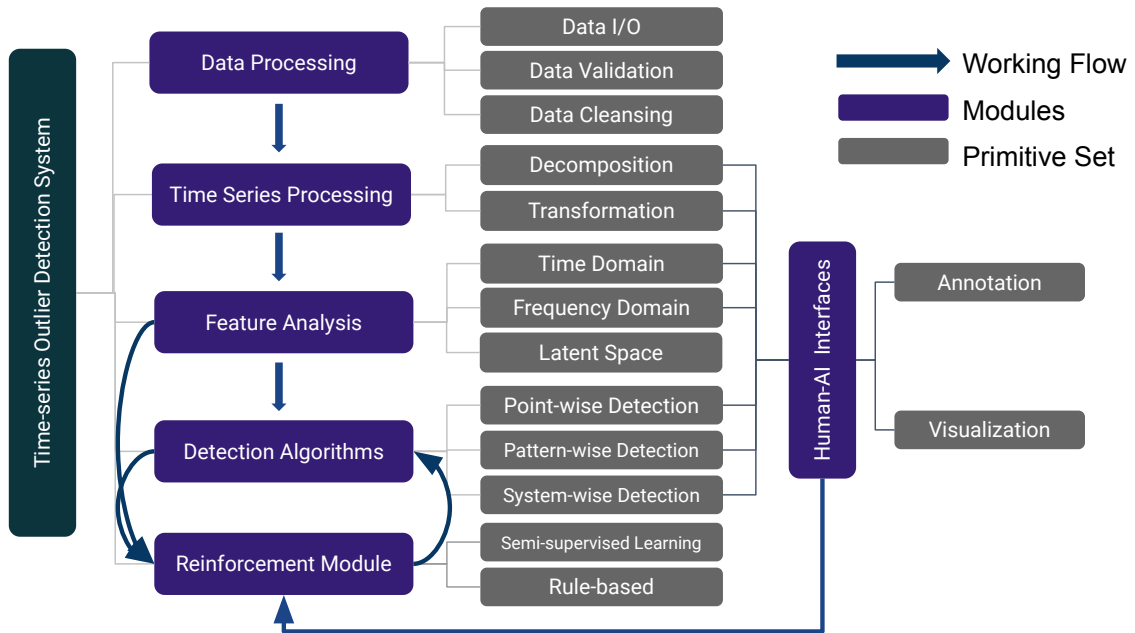 Time-series Outlier Detection System
Data Processing
Data I/O
Data Validation
Data Cleansing
Time Series Processing
Decomposition
Transformation
Feature Analysis
Time Domain
Frequency Domain
Latent Space
Detection Algorithms
Point-wise Detection
Pattern-wise Detection
System-wise Detection
Reinforcement Module
Semi-supervised Learning
Rule-based
Human-AI Interfaces
Annotation
Visualization
Working Flow
Modules
Primitive Set